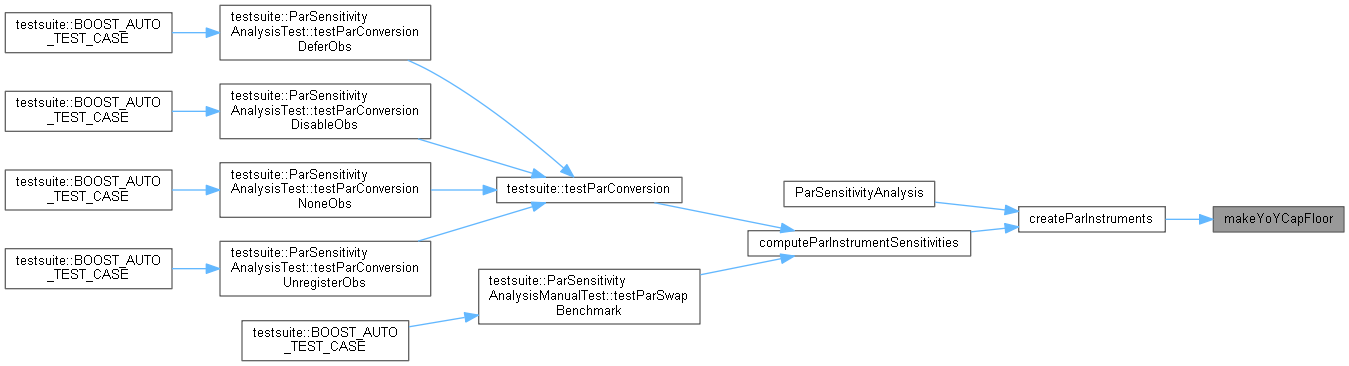 testsuite::BOOST_AUTO
_TEST_CASE
testsuite::ParSensitivity
AnalysisTest::testParConversion
DeferObs
testsuite::BOOST_AUTO
_TEST_CASE
testsuite::ParSensitivity
AnalysisTest::testParConversion
DisableObs
testsuite::BOOST_AUTO
_TEST_CASE
testsuite::ParSensitivity
AnalysisTest::testParConversion
NoneObs
testsuite::BOOST_AUTO
_TEST_CASE
testsuite::ParSensitivity
AnalysisTest::testParConversion
UnregisterObs
testsuite::testParConversion
ParSensitivityAnalysis
createParInstruments
makeYoYCapFloor
computeParInstrumentSensitivities
testsuite::ParSensitivity
AnalysisManualTest::testParSwap
Benchmark
testsuite::BOOST_AUTO
_TEST_CASE